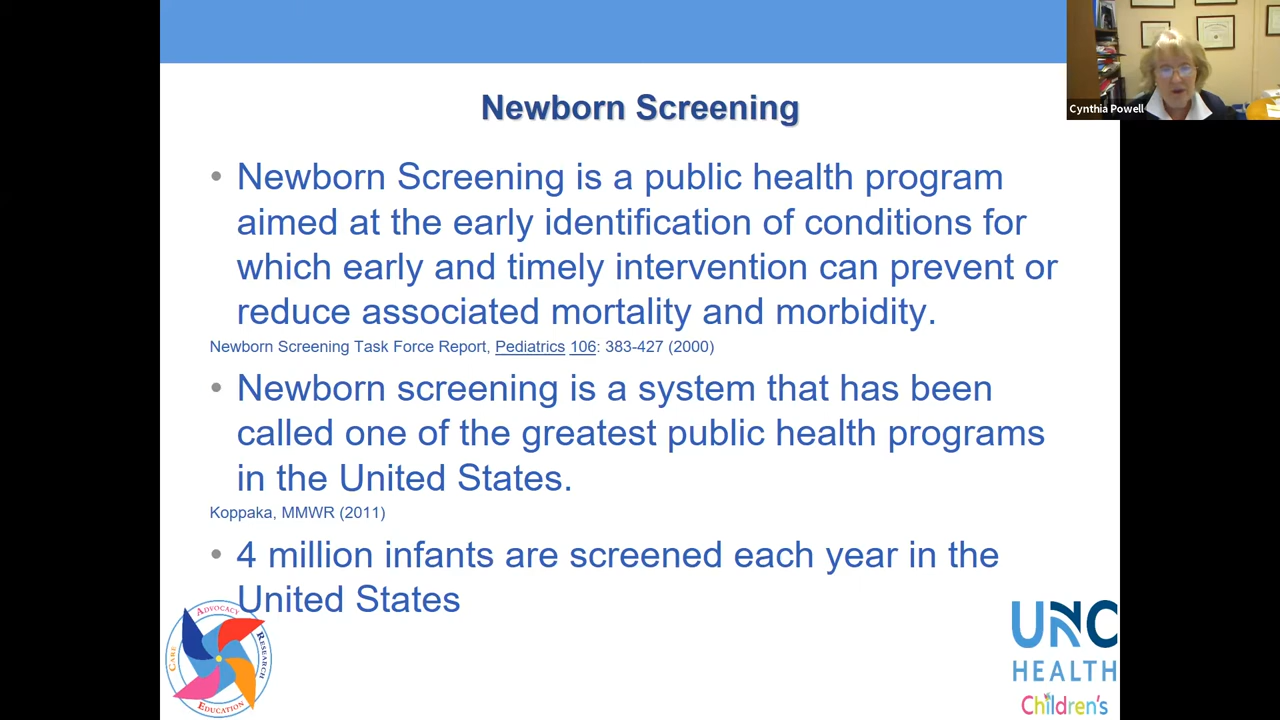 Newborn Screening
Cynthia Powell
• Newborn Screening is a public health program
aimed at the early identification of conditions for
which early and timely intervention can prevent or
reduce associated mortality and morbidity.
Newborn Screening Task Force Report, Pediatrics 106: 383-427 (2000)
• Newborn screening is a system that has been
called one of the greatest public health programs
in the United States.
Koppaka, MMWR (2011)
• 4 million infants are screened each year in the
United States
ADVOCACY
RESEARCH
EDUCATION
CARE
UNC
HEALTH
Children's